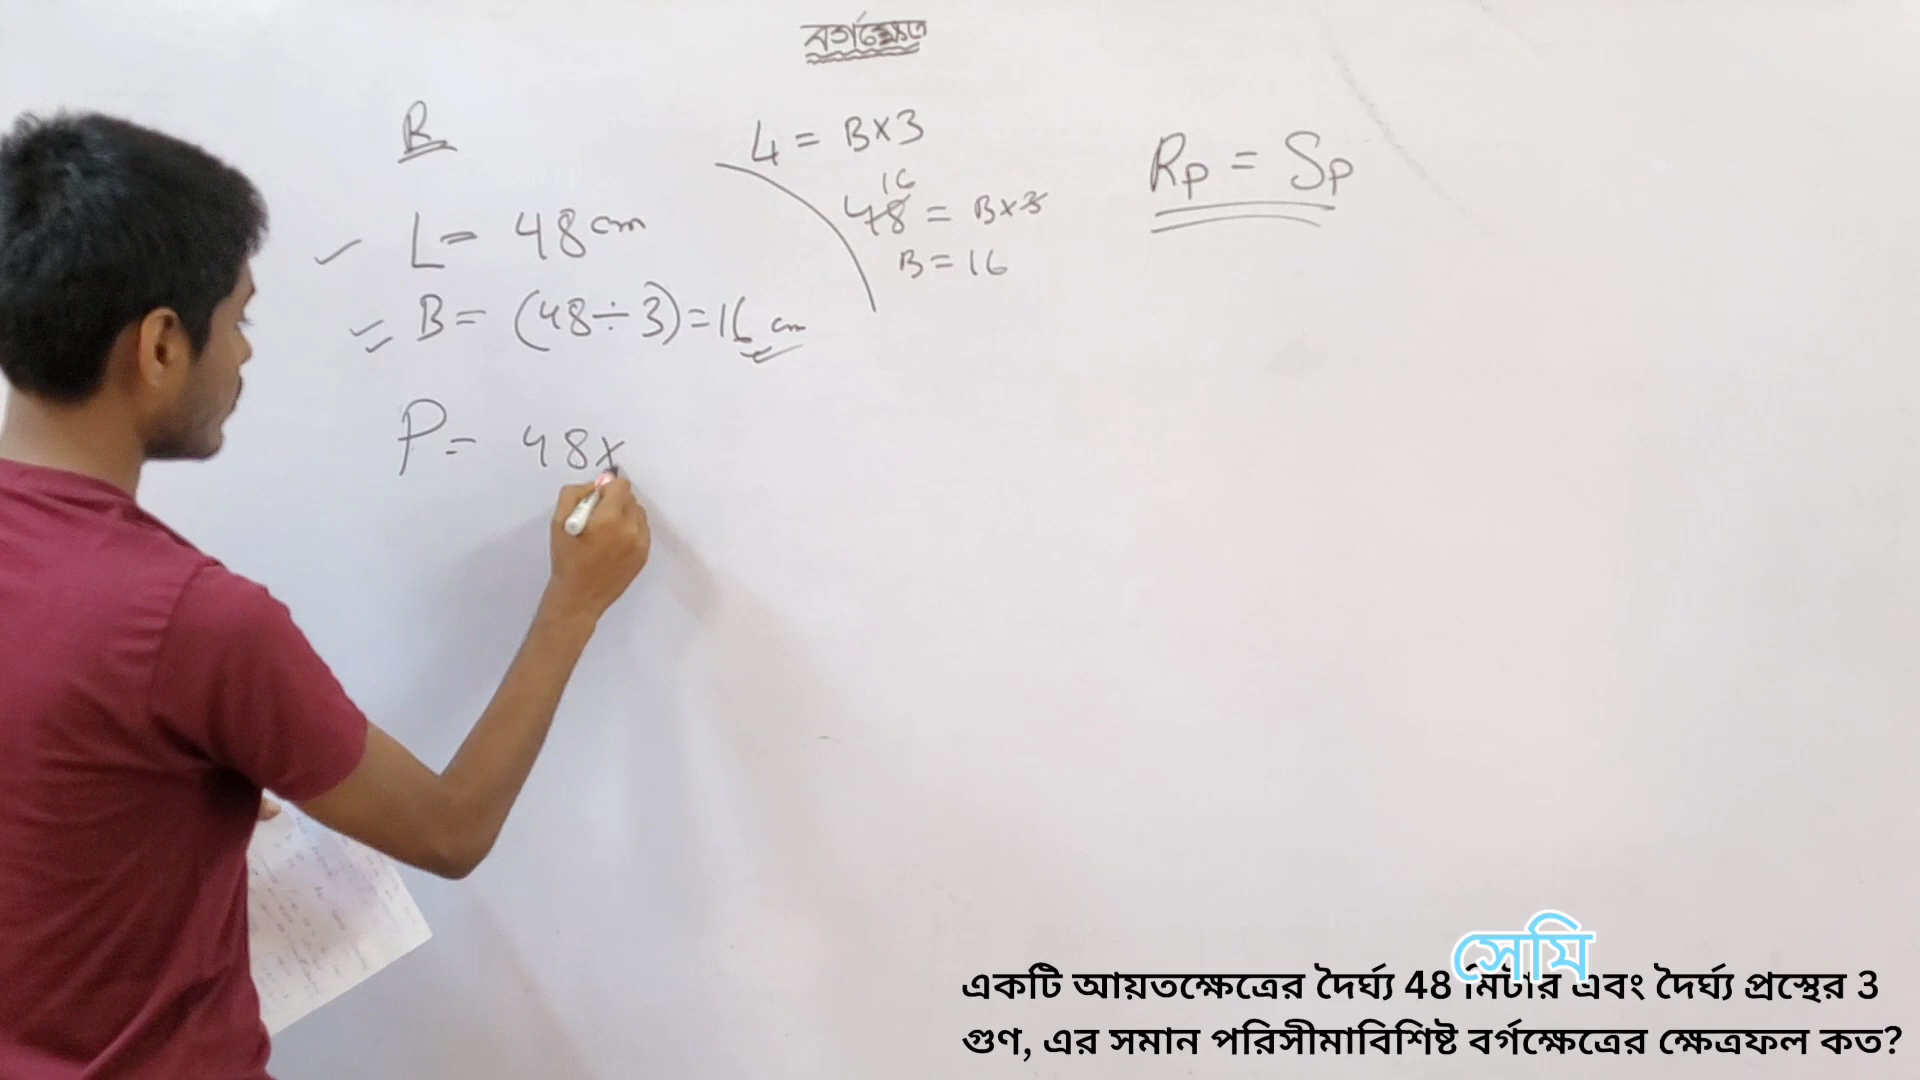 বর্গক্ষেত্র
R
L = 48 cm
B = (48÷3) = 16 cm
P = 48x
L = B×3
16
48 = B×3
B = 16
Rp = Sp
সেমি
একটি আয়তক্ষেত্রের দৈর্ঘ্য 48 মিটার এবং দৈর্ঘ্য প্রস্থের 3
গুণ, এর সমান পরিসীমাবিশিষ্ট বর্গক্ষেত্রের ক্ষেত্রফল কত?